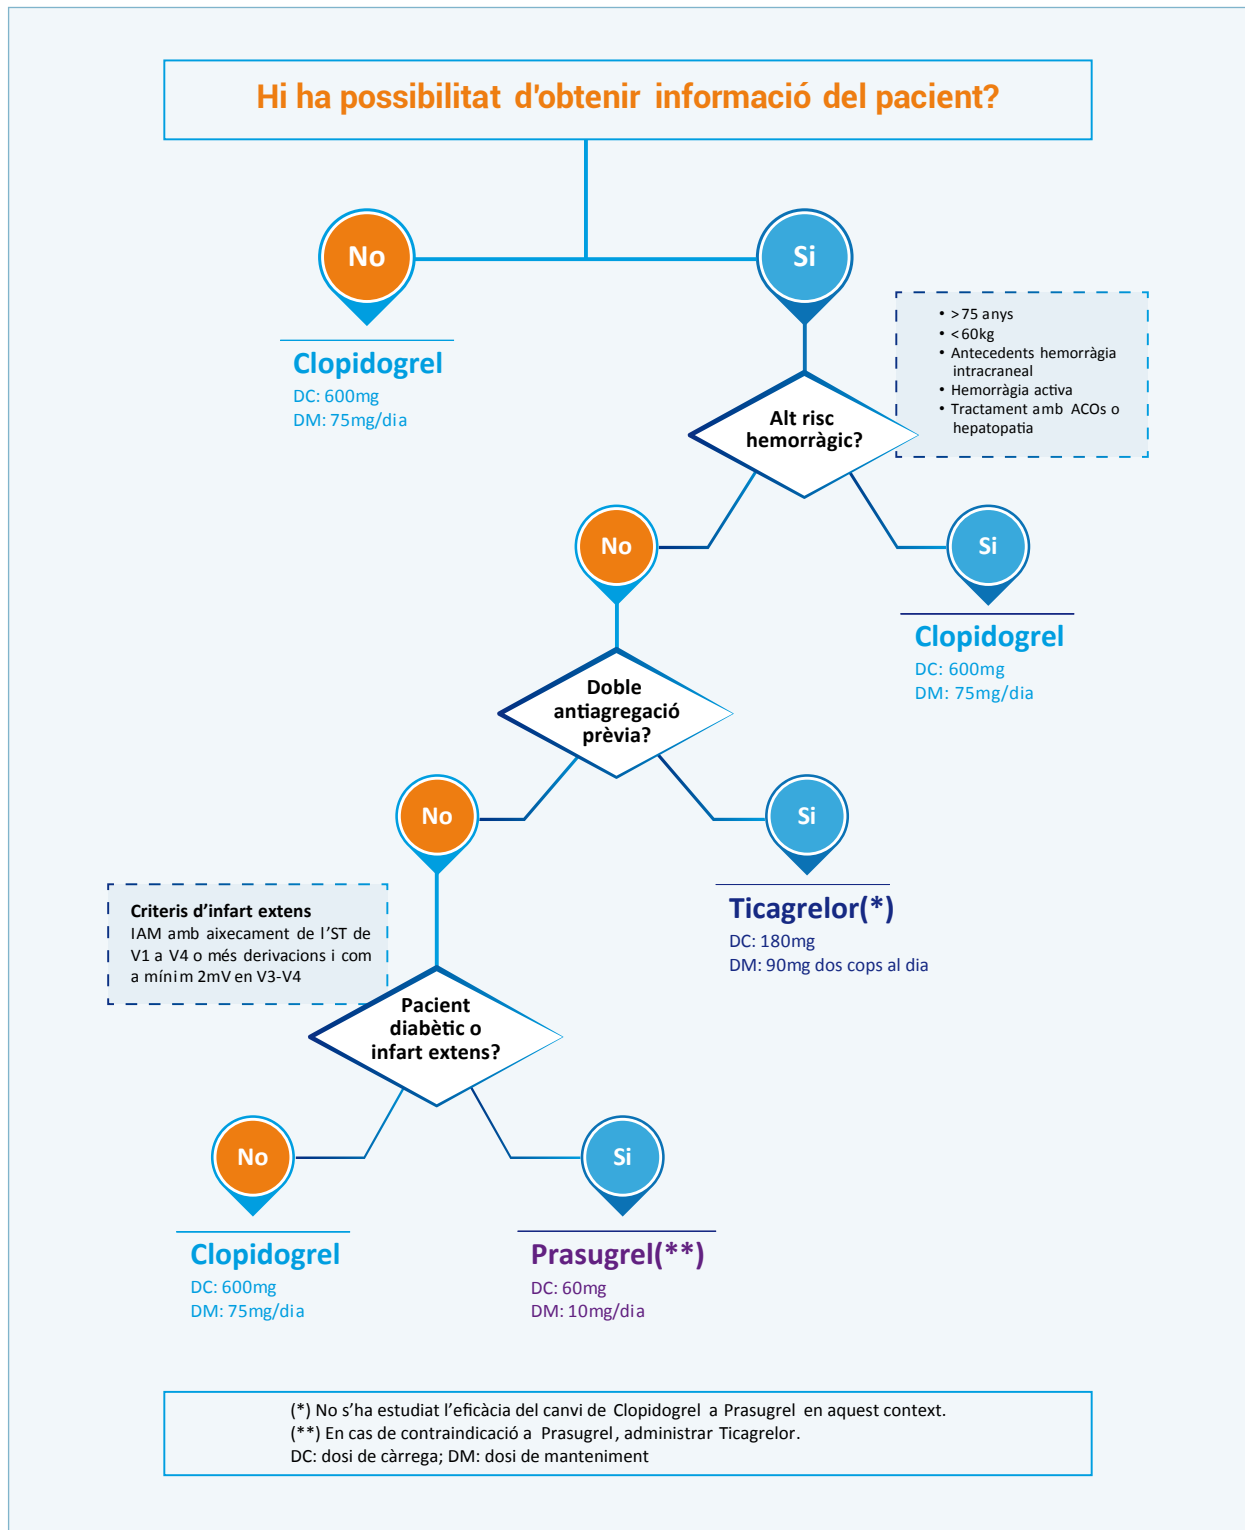 Hi ha possibilitat d'obtenir informació del pacient?
No
Si
Clopidogrel
DC: 600mg
DM: 75mg/dia
• >75 anys
• <60kg
• Antecedents hemorràgia
intracraneal
• Hemorràgia activa
• Tractament amb ACOs o
hepatopatia
Alt risc
hemorràgic?
No
Si
Clopidogrel
DC: 600mg
DM: 75mg/dia
Doble
antiagregació
prèvia?
No
Si
Ticagrelor(*)
DC: 180mg
DM: 90mg dos cops al dia
Criteris d’infart extens
IAM amb aixecament de l’ST de
V1 a V4 o més derivacions i com
a mínim 2mV en V3-V4
Pacient
diabètic o
infart extens?
No
Si
Clopidogrel
DC: 600mg
DM: 75mg/dia
Prasugrel(**)
DC: 60mg
DM: 10mg/dia
(*) No s’ha estudiat l’eficàcia del canvi de Clopidogrel a Prasugrel en aquest context.
(**) En cas de contraindicació a Prasugrel, administrar Ticagrelor.
DC: dosi de càrrega; DM: dosi de manteniment